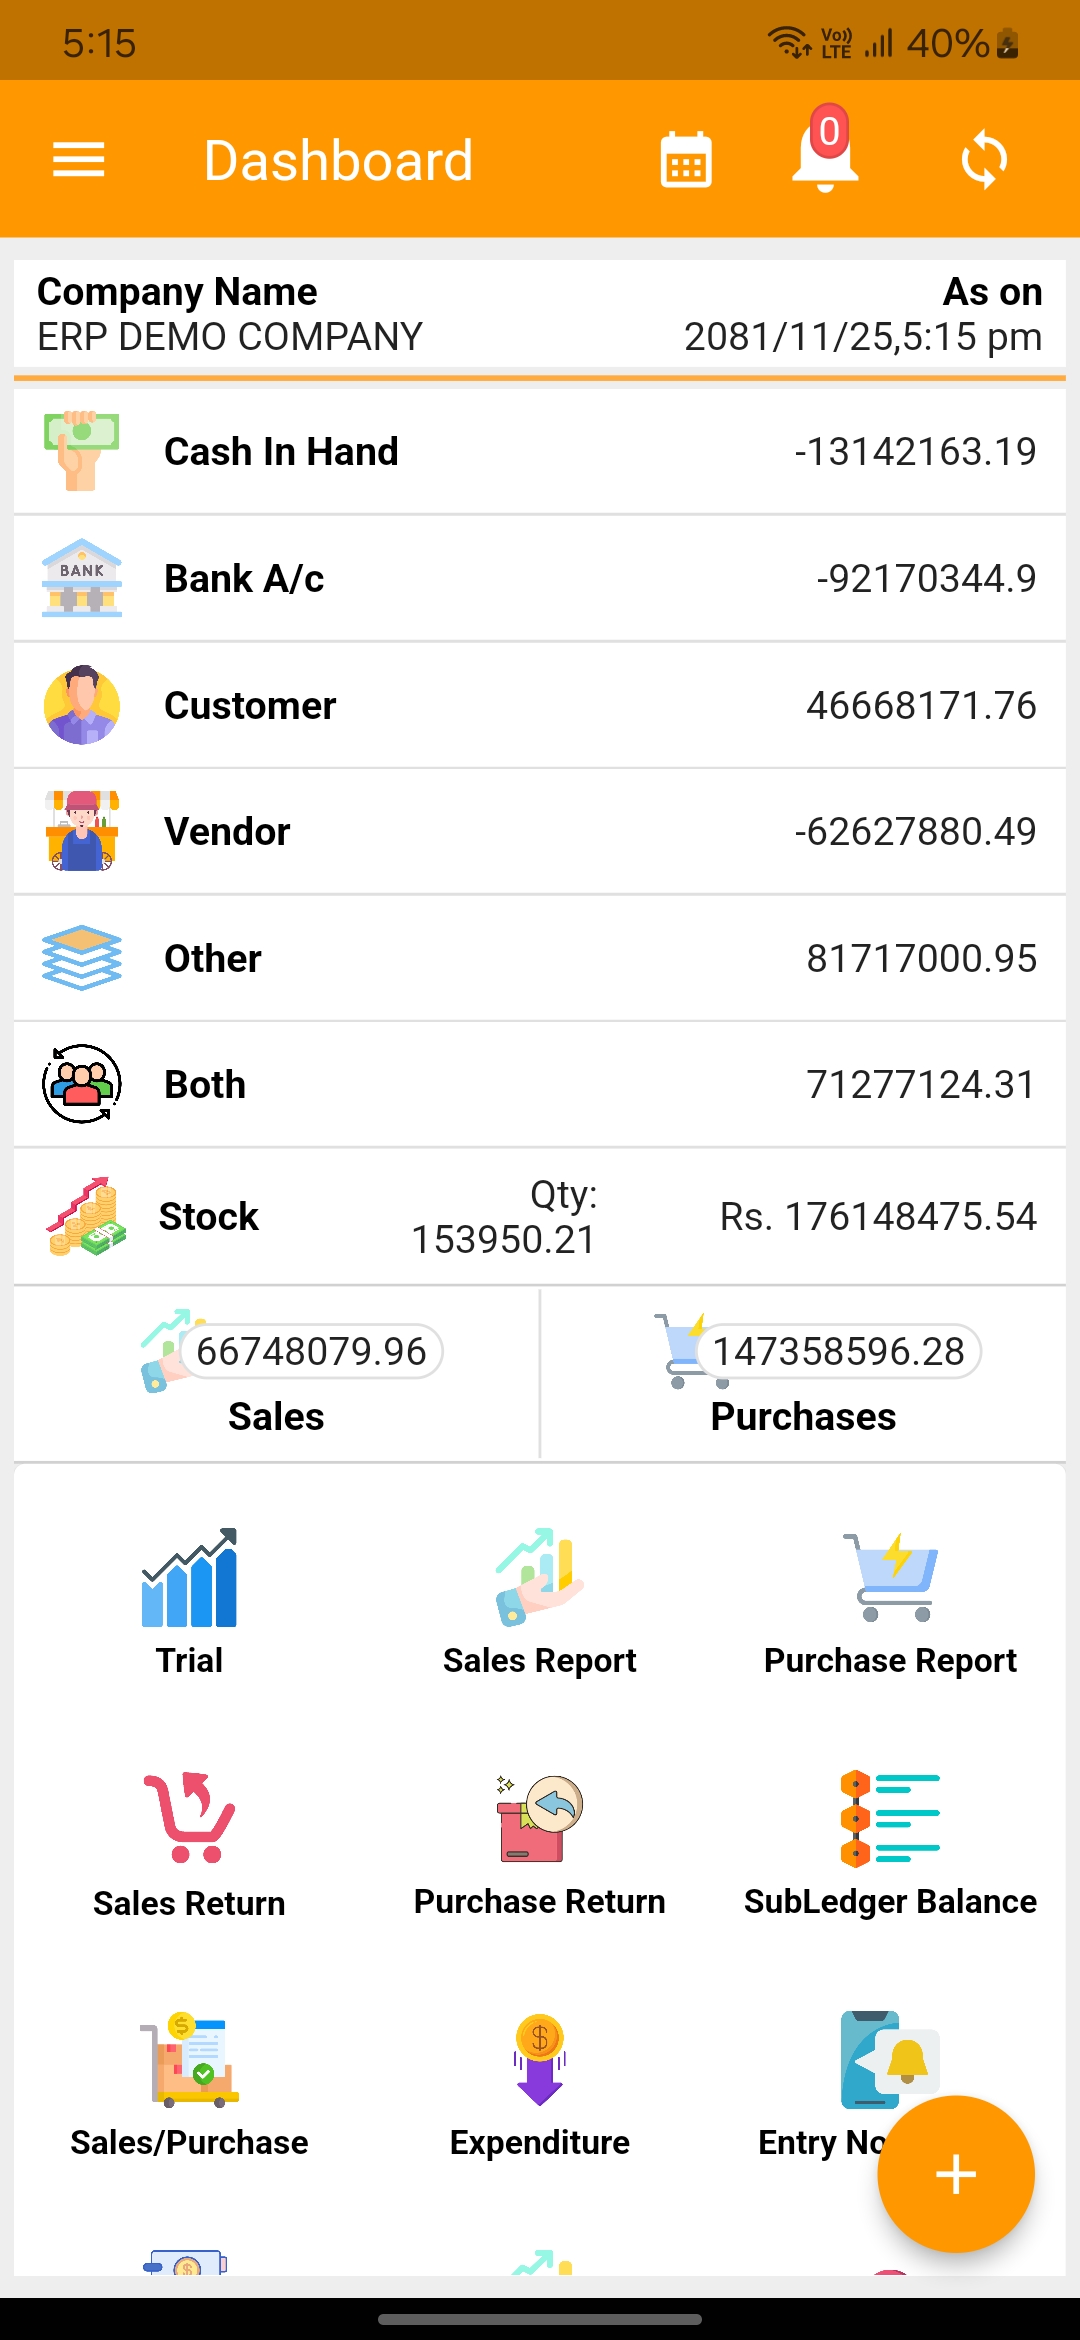 5:15
Vo)) LTE 40%
Dashboard
0
Company Name
As on
ERP DEMO COMPANY
2081/11/25,5:15 pm
Cash In Hand
-13142163.19
BANK
Bank A/c
-92170344.9
Customer
46668171.76
Vendor
-62627880.49
Other
81717000.95
Both
71277124.31
Stock
Qty:
153950.21
Rs. 176148475.54
66748079.96
Sales
147358596.28
Purchases
Trial
Sales Report
Purchase Report
Sales Return
Purchase Return
SubLedger Balance
Sales/Purchase
Expenditure
Entry